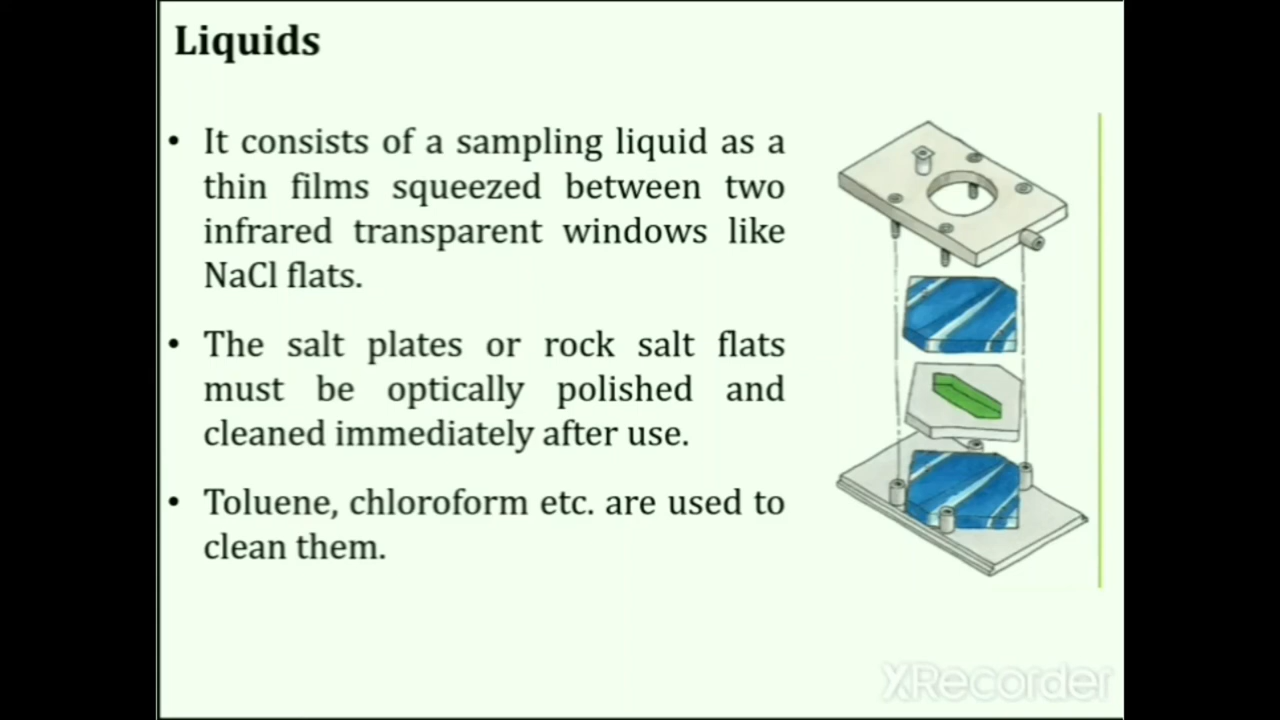 Liquids
• It consists of a sampling liquid as a
thin films squeezed between two
infrared transparent windows like
NaCl flats.
• The salt plates or rock salt flats
must be optically polished and
cleaned immediately after use.
• Toluene, chloroform etc. are used to
clean them.
XRecorder